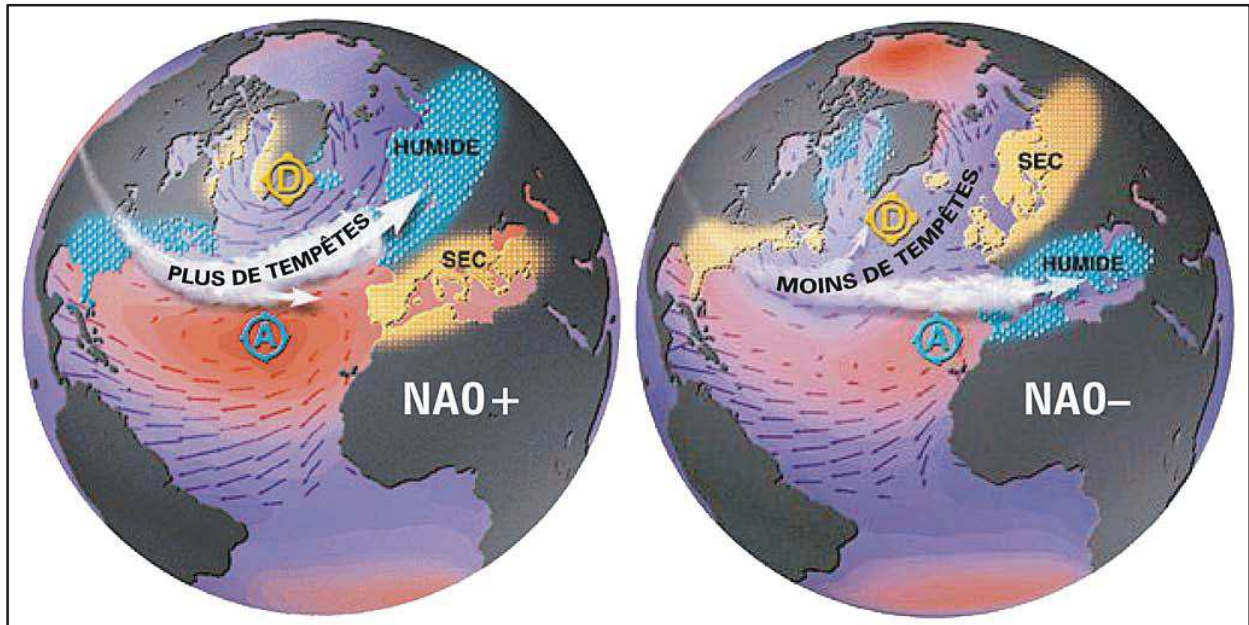 HUMIDE
D
PLUS DE TEMPÊTES
SEC
A
NAO+
SEC
D
MOINS DE TEMPÊTES
HUMIDE
A
NAO–